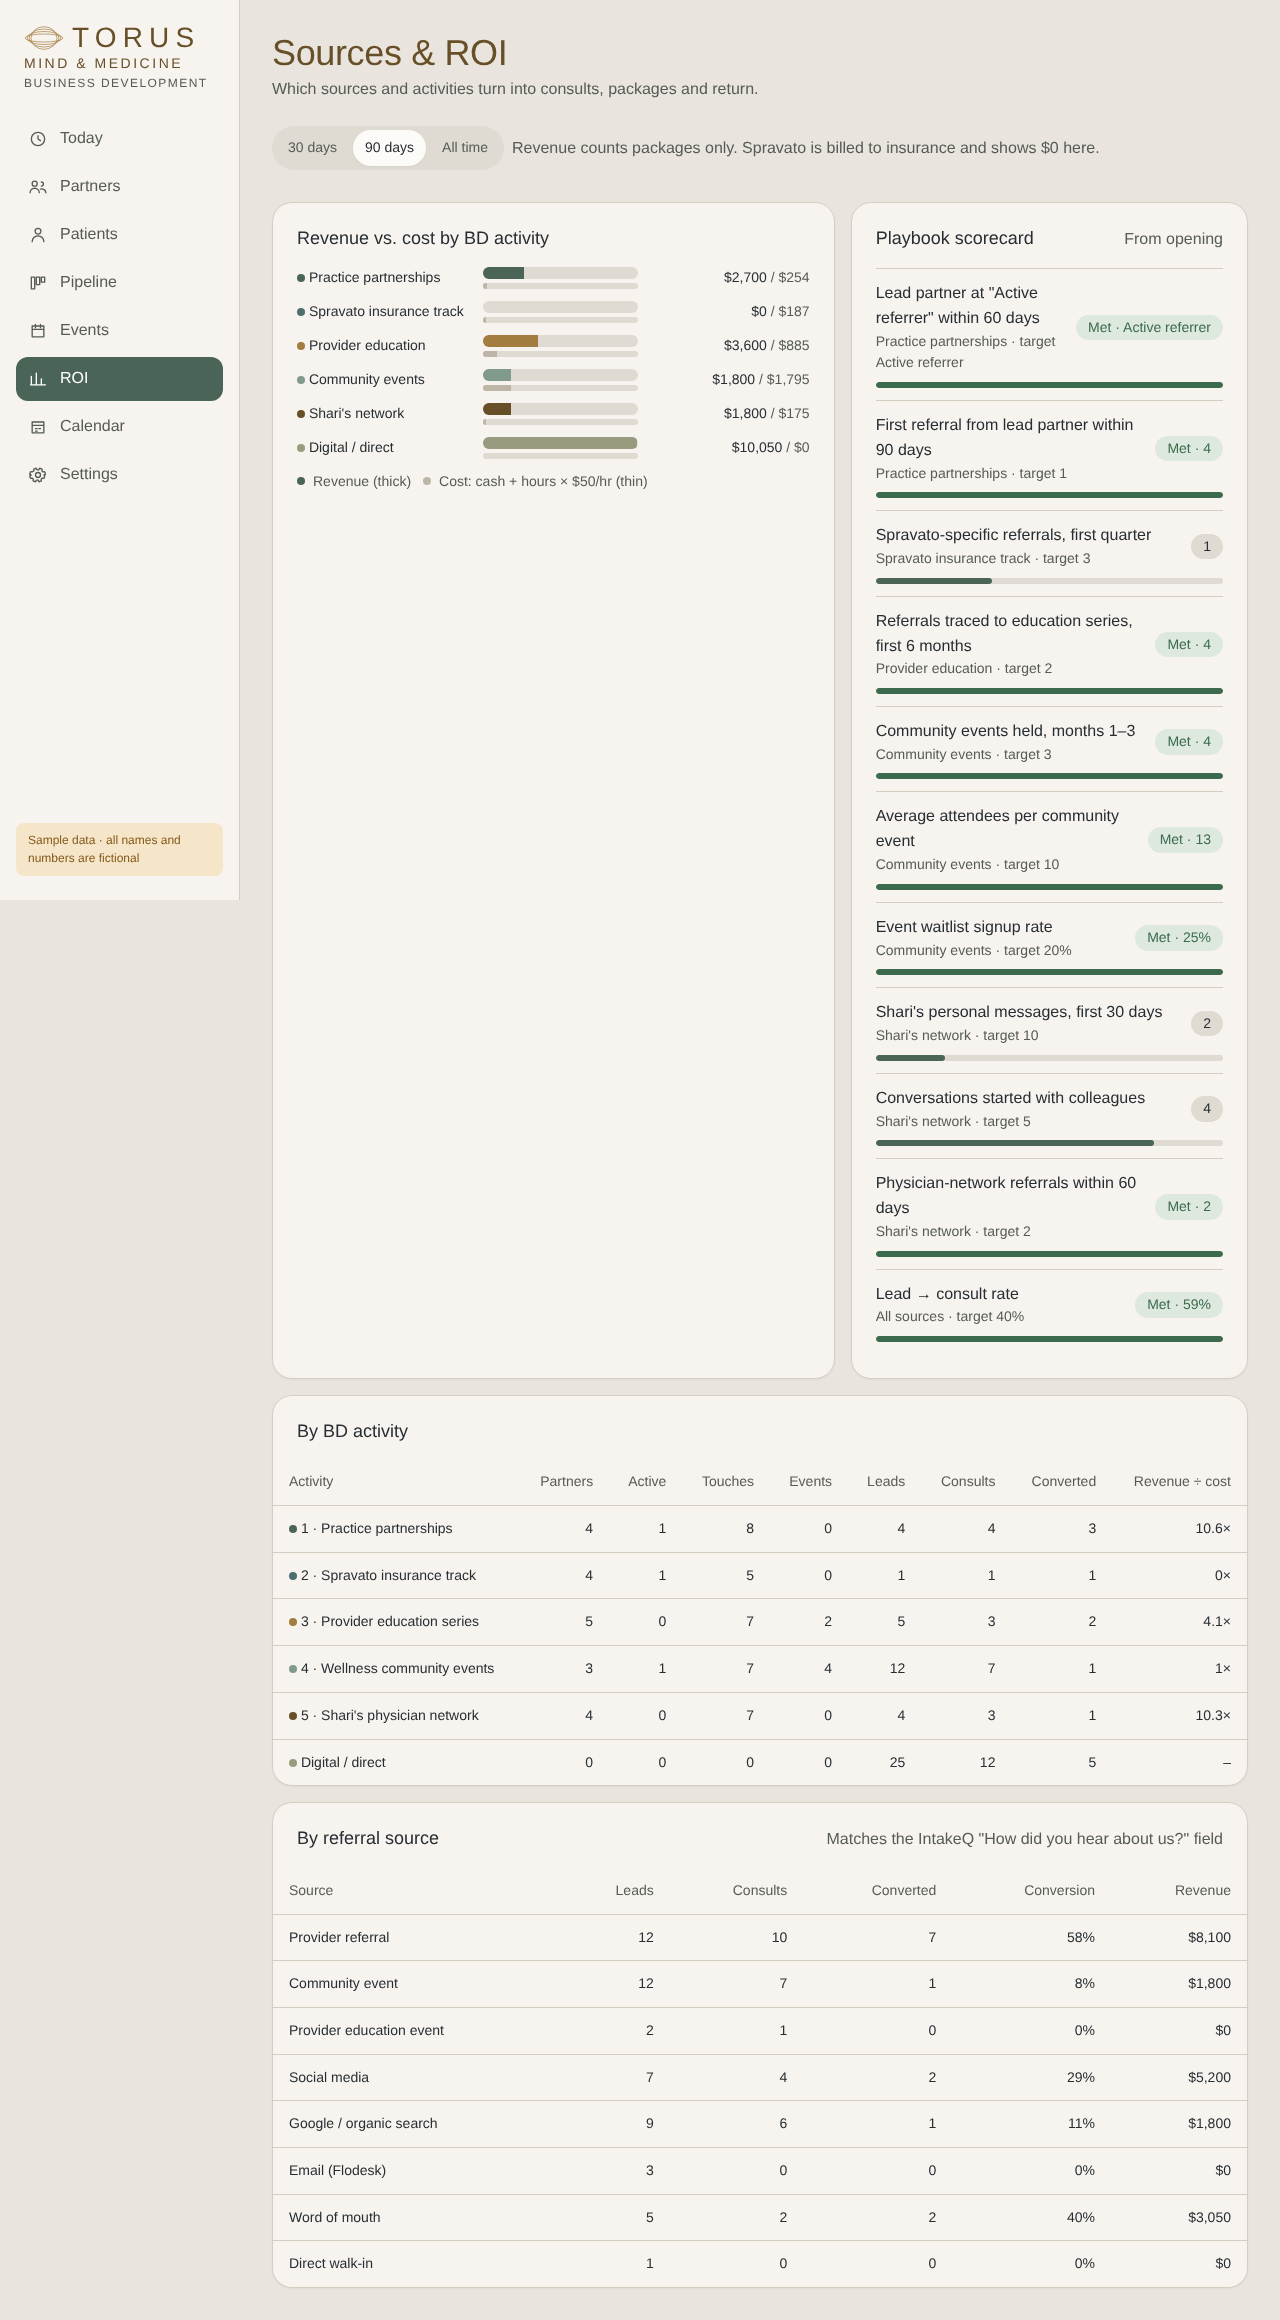 TORUS
MIND & MEDICINE
BUSINESS DEVELOPMENT
Today
Partners
Patients
Pipeline
Events
ROI
Calendar
Settings
Sample data · all names and
numbers are fictional
Sources & ROI
Which sources and activities turn into consults, packages and return.
30 days 90 days All time Revenue counts packages only. Spravato is billed to insurance and shows $0 here.
Revenue vs. cost by BD activity
Practice partnerships $2,700 / $254
Spravato insurance track $0 / $187
Provider education $3,600 / $885
Community events $1,800 / $1,795
Shari's network $1,800 / $175
Digital / direct $10,050 / $0
Revenue (thick) Cost: cash + hours × $50/hr (thin)
Playbook scorecard From opening
Lead partner at "Active
referrer" within 60 days
Practice partnerships · target
Active referrer
Met · Active referrer
First referral from lead partner within
90 days
Practice partnerships · target 1
Met · 4
Spravato-specific referrals, first quarter
Spravato insurance track · target 3
1
Referrals traced to education series,
first 6 months
Provider education · target 2
Met · 4
Community events held, months 1–3
Community events · target 3
Met · 4
Average attendees per community
event
Community events · target 10
Met · 13
Event waitlist signup rate
Community events · target 20%
Met · 25%
Shari's personal messages, first 30 days
Shari's network · target 10
2
Conversations started with colleagues
Shari's network · target 5
4
Physician-network referrals within 60
days
Shari's network · target 2
Met · 2
Lead → consult rate
All sources · target 40%
Met · 59%
By BD activity
Activity Partners Active Touches Events Leads Consults Converted Revenue ÷ cost
1 · Practice partnerships 4 1 8 0 4 4 3 10.6×
2 · Spravato insurance track 4 1 5 0 1 1 1 0×
3 · Provider education series 5 0 7 2 5 3 2 4.1×
4 · Wellness community events 3 1 7 4 12 7 1 1×
5 · Shari's physician network 4 0 7 0 4 3 1 10.3×
Digital / direct 0 0 0 0 25 12 5 –
By referral source Matches the IntakeQ "How did you hear about us?" field
Source Leads Consults Converted Conversion Revenue
Provider referral 12 10 7 58% $8,100
Community event 12 7 1 8% $1,800
Provider education event 2 1 0 0% $0
Social media 7 4 2 29% $5,200
Google / organic search 9 6 1 11% $1,800
Email (Flodesk) 3 0 0 0% $0
Word of mouth 5 2 2 40% $3,050
Direct walk-in 1 0 0 0% $0